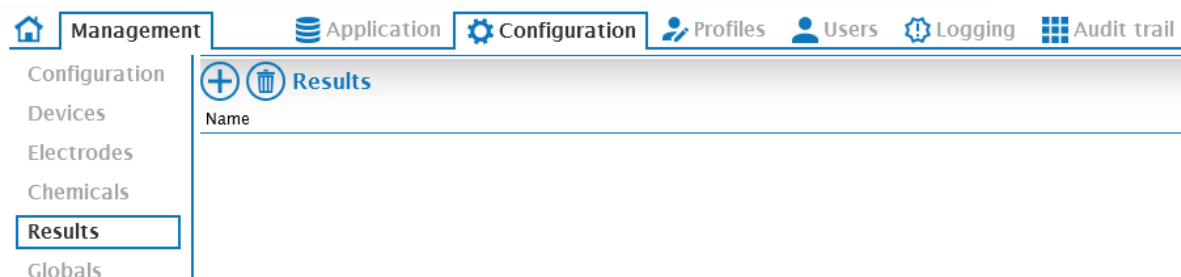 Management Application Configuration Profiles Users Logging Audit trail
Configuration
Results
Devices
Name
Electrodes
Chemicals
Results
Globals